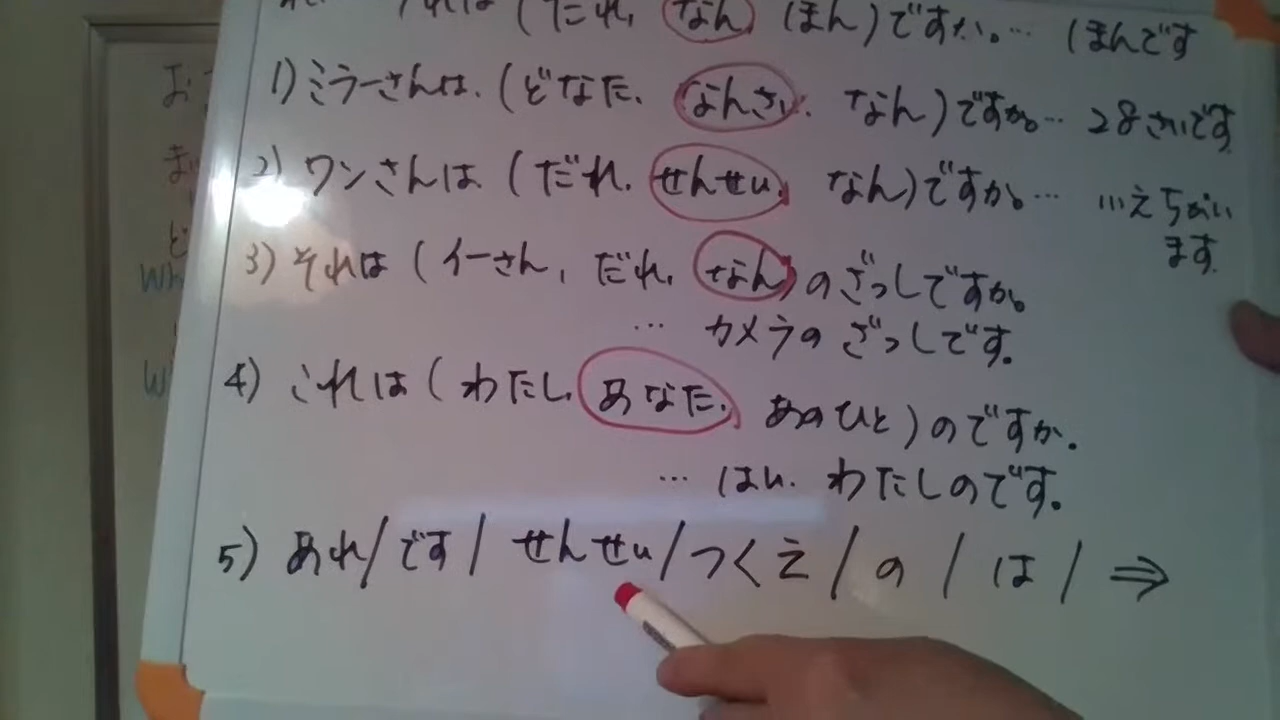 それは (だれ、なん、ほん)ですか。… ほんです
1) ミラーさんは、(どなた、なんさい、なん)ですか。… 28さいです
2) ワンさんは (だれ、せんせい、なん)ですか。… いいえちがい
ます。
3) それは (イーさん、だれ、なん)のざっしですか。
… カメラのざっしです。
4) これは (わたし、あなた、あのひと)のですか。
… はい、わたしのです。
5) あれ/です/せんせい/つくえ/の/は/⇒